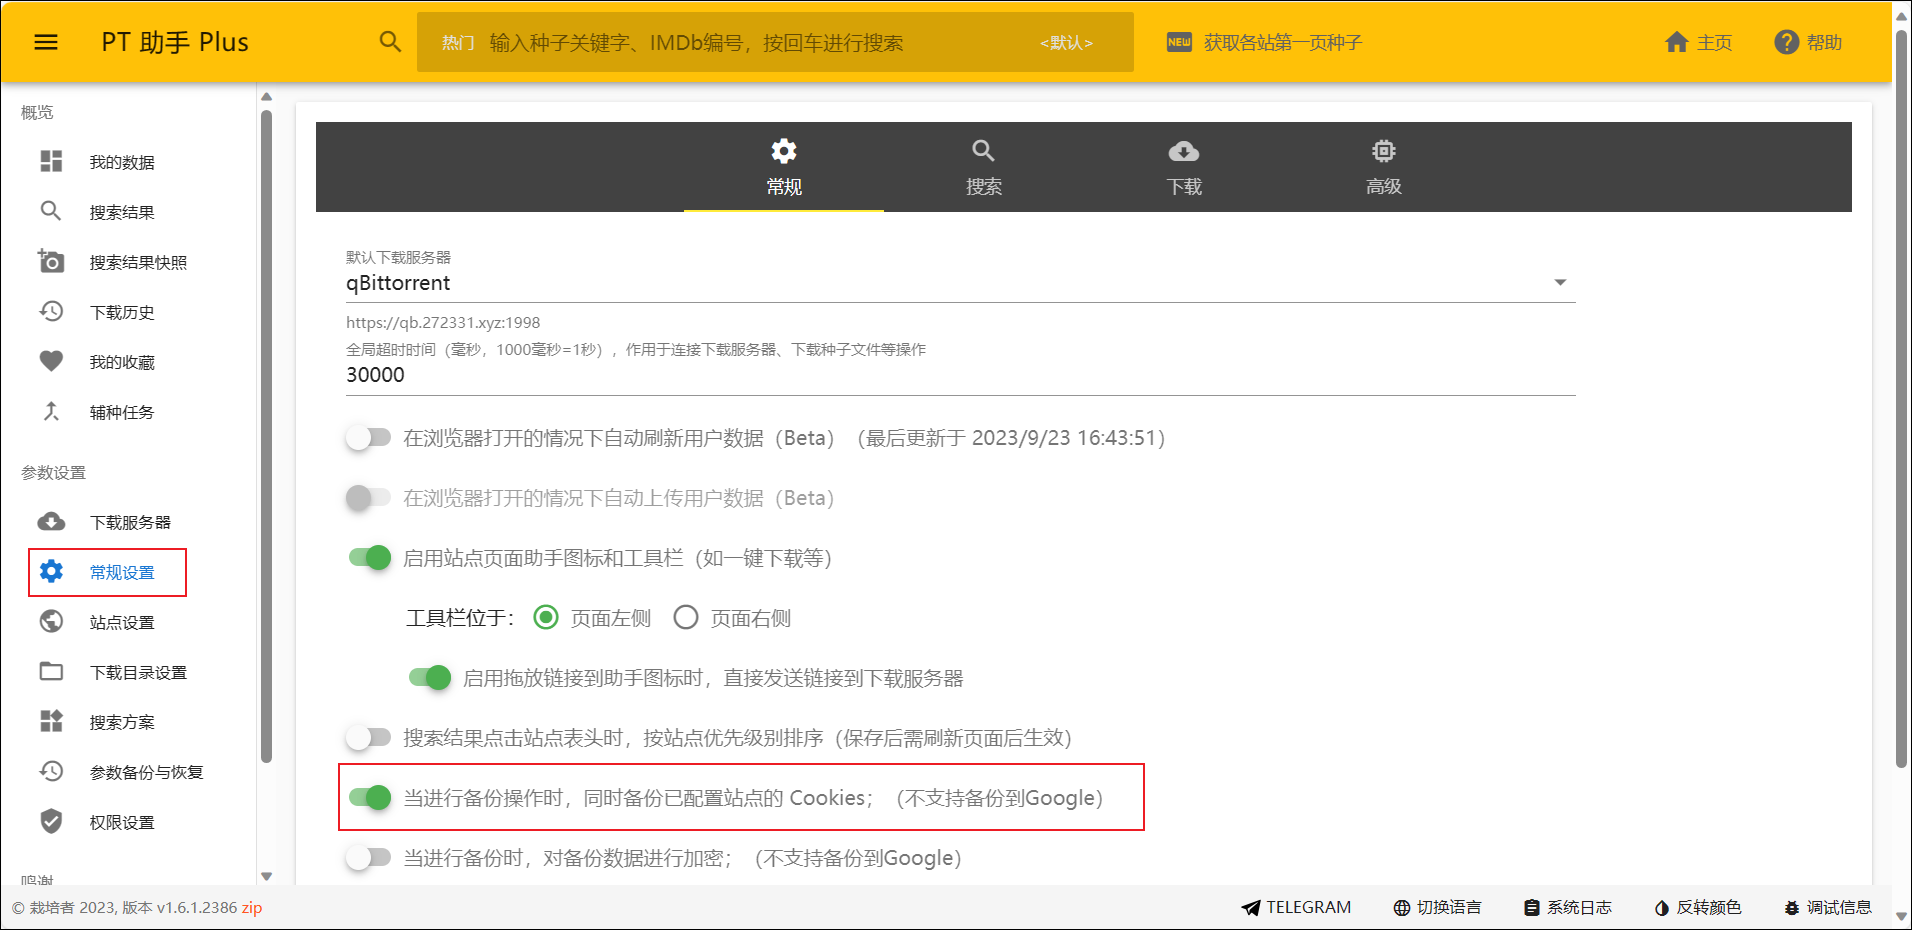 PT 助手 Plus
热门 输入种子关键字、IMDb编号，按回车进行搜索 <默认>
NEW 获取各站第一页种子
主页
帮助
概览
我的数据
搜索结果
搜索结果快照
下载历史
我的收藏
辅种任务
参数设置
下载服务器
常规设置
站点设置
下载目录设置
搜索方案
参数备份与恢复
权限设置
鸣谢
常规
搜索
下载
高级
默认下载服务器
qBittorrent
https://qb.272331.xyz:1998
全局超时时间（毫秒，1000毫秒=1秒），作用于连接下载服务器、下载种子文件等操作
30000
在浏览器打开的情况下自动刷新用户数据（Beta）（最后更新于 2023/9/23 16:43:51）
在浏览器打开的情况下自动上传用户数据（Beta）
启用站点页面助手图标和工具栏（如一键下载等）
工具栏位于： 页面左侧 页面右侧
启用拖放链接到助手图标时，直接发送链接到下载服务器
搜索结果点击站点表头时，按站点优先级别排序（保存后需刷新页面后生效）
当进行备份操作时，同时备份已配置站点的 Cookies；（不支持备份到Google）
当进行备份时，对备份数据进行加密；（不支持备份到Google）
© 栽培者 2023, 版本 v1.6.1.2386 zip
TELEGRAM
切换语言
系统日志
反转颜色
调试信息